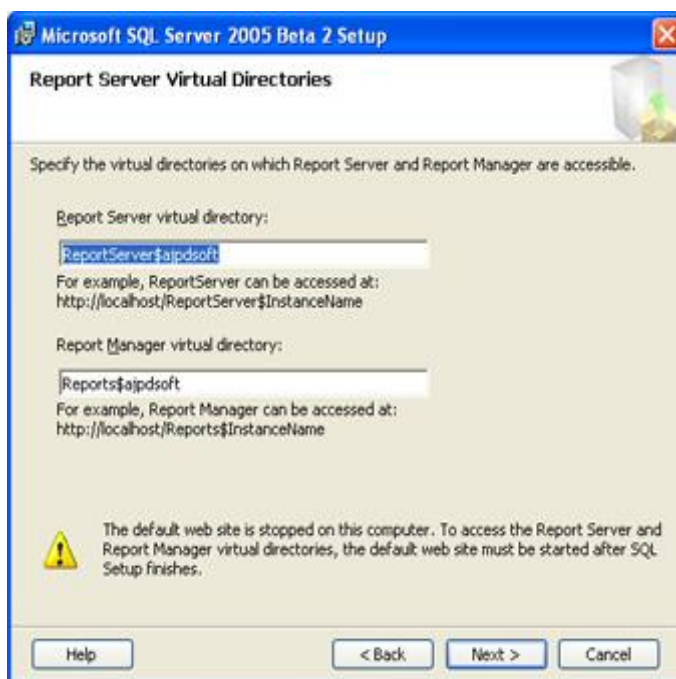 Microsoft SQL Server 2005 Beta 2 Setup
Report Server Virtual Directories
Specify the virtual directories on which Report Server and Report Manager are accessible.
Report Server virtual directory:
ReportServer$ajpdsoft
For example, ReportServer can be accessed at:
http://localhost/ReportServer$InstanceName
Report Manager virtual directory:
Reports$ajpdsoft
For example, Report Manager can be accessed at:
http://localhost/Reports$InstanceName
The default web site is stopped on this computer. To access the Report Server and
Report Manager virtual directories, the default web site must be started after SQL
Setup finishes.
Help
< Back
Next >
Cancel